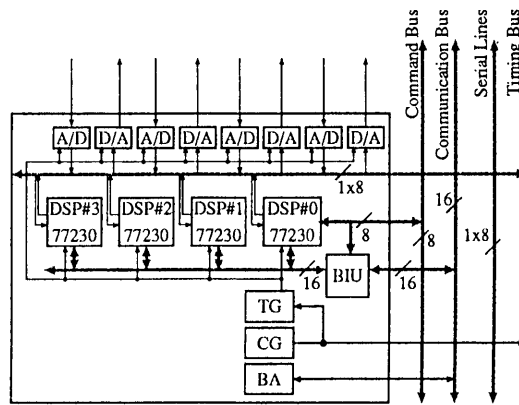 Command Bus
Communication Bus
Serial Lines
Timing Bus
A/D D/A A/D D/A A/D D/A A/D D/A
1x8
DSP#3 DSP#2 DSP#1 DSP#0
77230 77230 77230 77230
8
8
16
1x8
16
BIU
16
TG
CG
BA